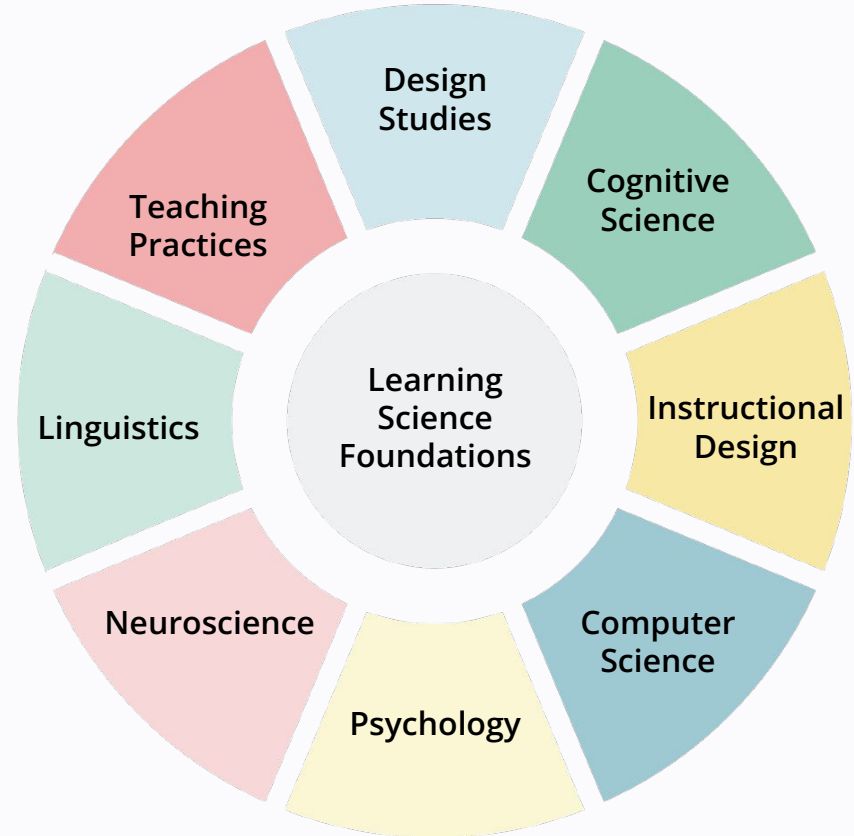 Design
Studies
Cognitive
Science
Instructional
Design
Computer
Science
Psychology
Neuroscience
Linguistics
Teaching
Practices
Learning
Science
Foundations